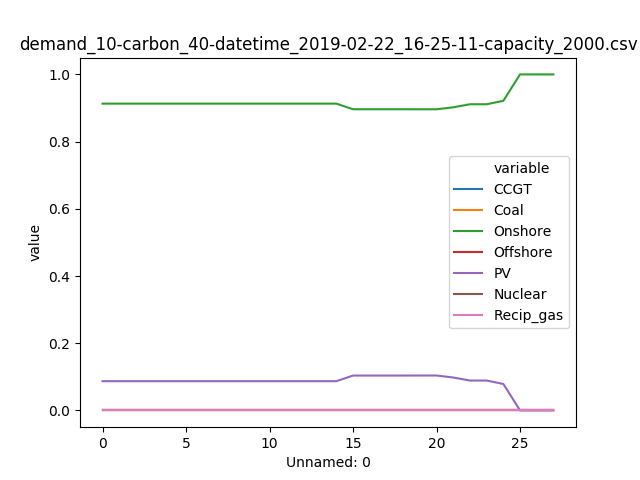 demand_10-carbon_40-datetime_2019-02-22_16-25-11-capacity_2000.csv
1.0
0.8
0.6
0.4
0.2
0.0
value
variable
CCGT
Coal
Onshore
Offshore
PV
Nuclear
Recip_gas
0 5 10 15 20 25
Unnamed: 0